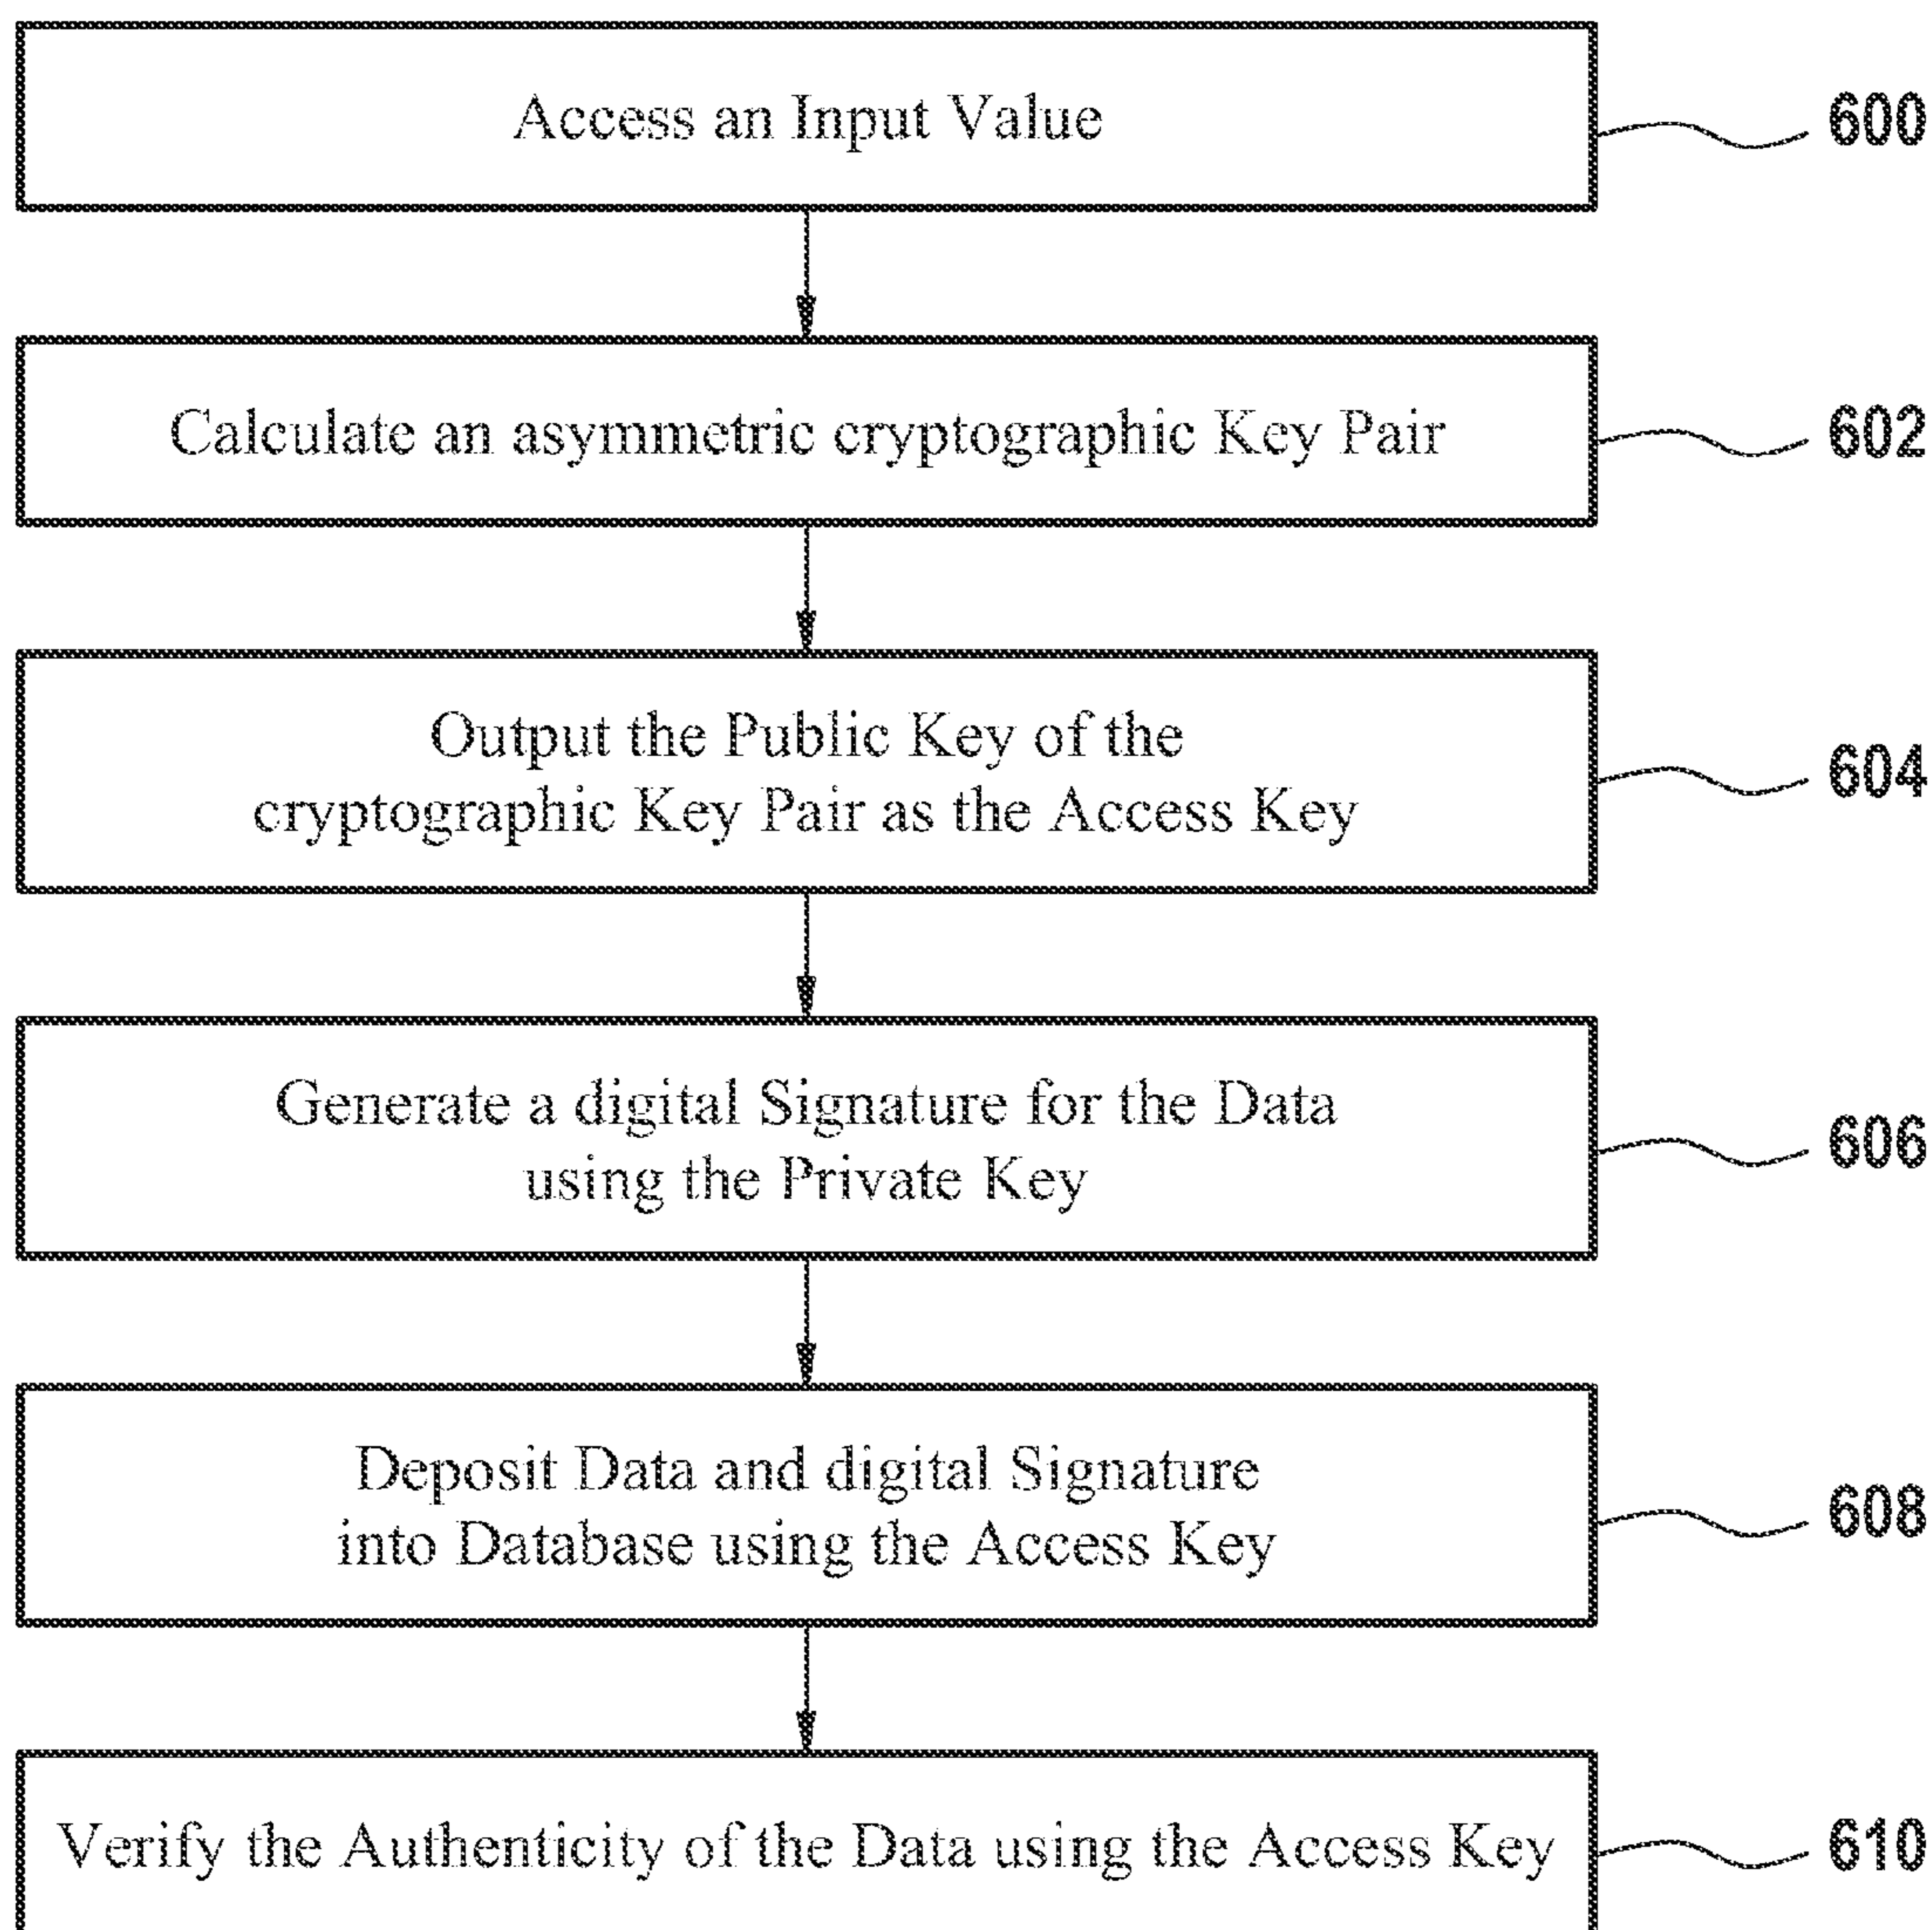 Access an Input Value
600
Calculate an asymmetric cryptographic Key Pair
602
Output the Public Key of the
cryptographic Key Pair as the Access Key
604
Generate a digital Signature for the Data
using the Private Key
606
Deposit Data and digital Signature
into Database using the Access Key
608
Verify the Authenticity of the Data using the Access Key
610